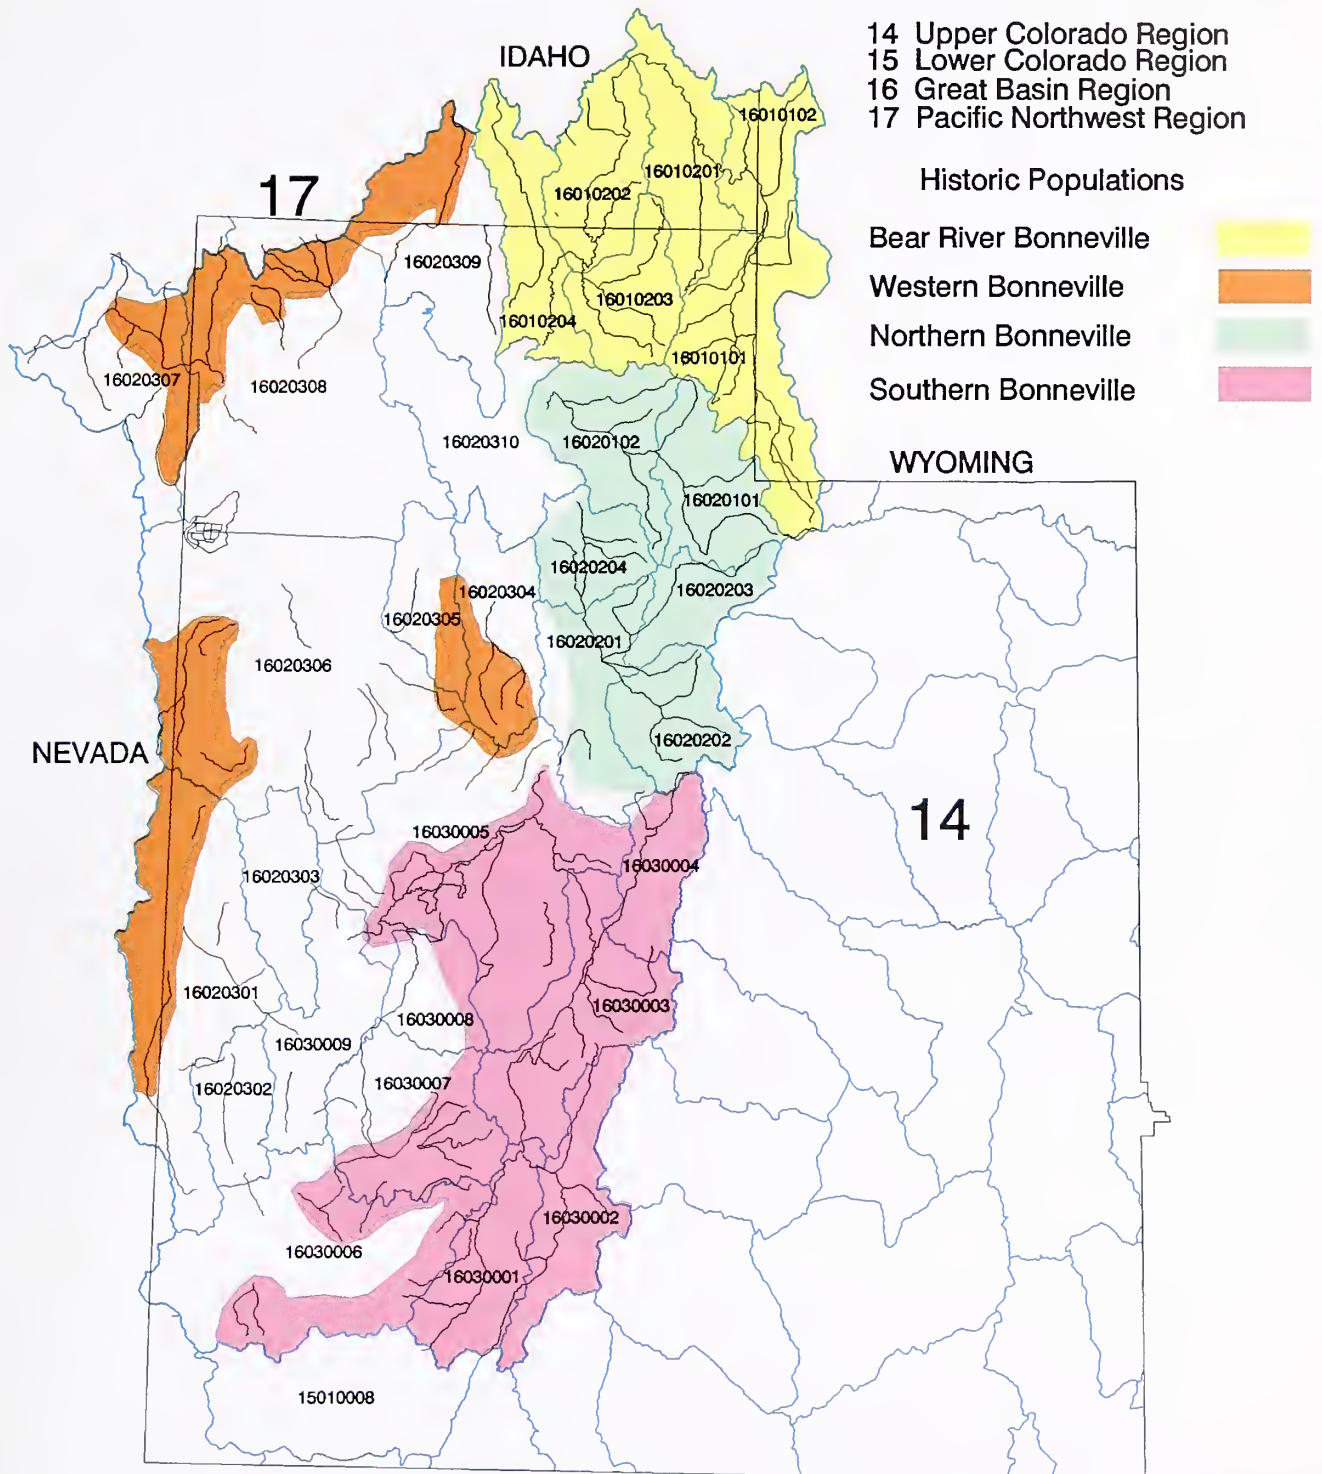 IDAHO
14 Upper Colorado Region
15 Lower Colorado Region
16 Great Basin Region
17 Pacific Northwest Region
Historic Populations
Bear River Bonneville
Western Bonneville
Northern Bonneville
Southern Bonneville
WYOMING
NEVADA
17
14
16010102
16010201
16010202
16020309
16010203
16010204
16010101
16020307
16020308
16020310
16020102
16020101
16020204
16020203
16020304
16020305
16020201
16020306
16020202
16030005
16030004
16020303
16020301
16030003
16030008
16030009
16030007
16020302
16030002
16030006
16030001
15010008